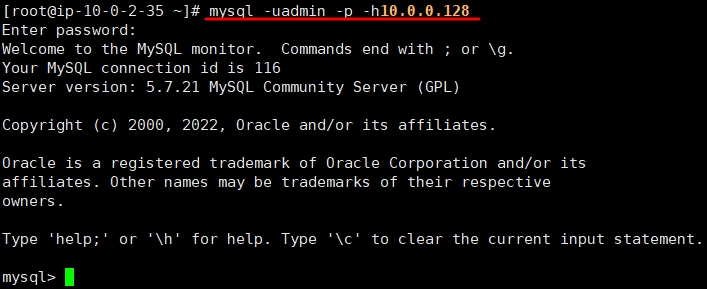 [root@ip-10-0-2-35 ~]# mysql -uadmin -p -h10.0.0.128
Enter password:
Welcome to the MySQL monitor.  Commands end with ; or \g.
Your MySQL connection id is 116
Server version: 5.7.21 MySQL Community Server (GPL)

Copyright (c) 2000, 2022, Oracle and/or its affiliates.

Oracle is a registered trademark of Oracle Corporation and/or its
affiliates. Other names may be trademarks of their respective
owners.

Type 'help;' or '\h' for help. Type '\c' to clear the current input statement.

mysql>